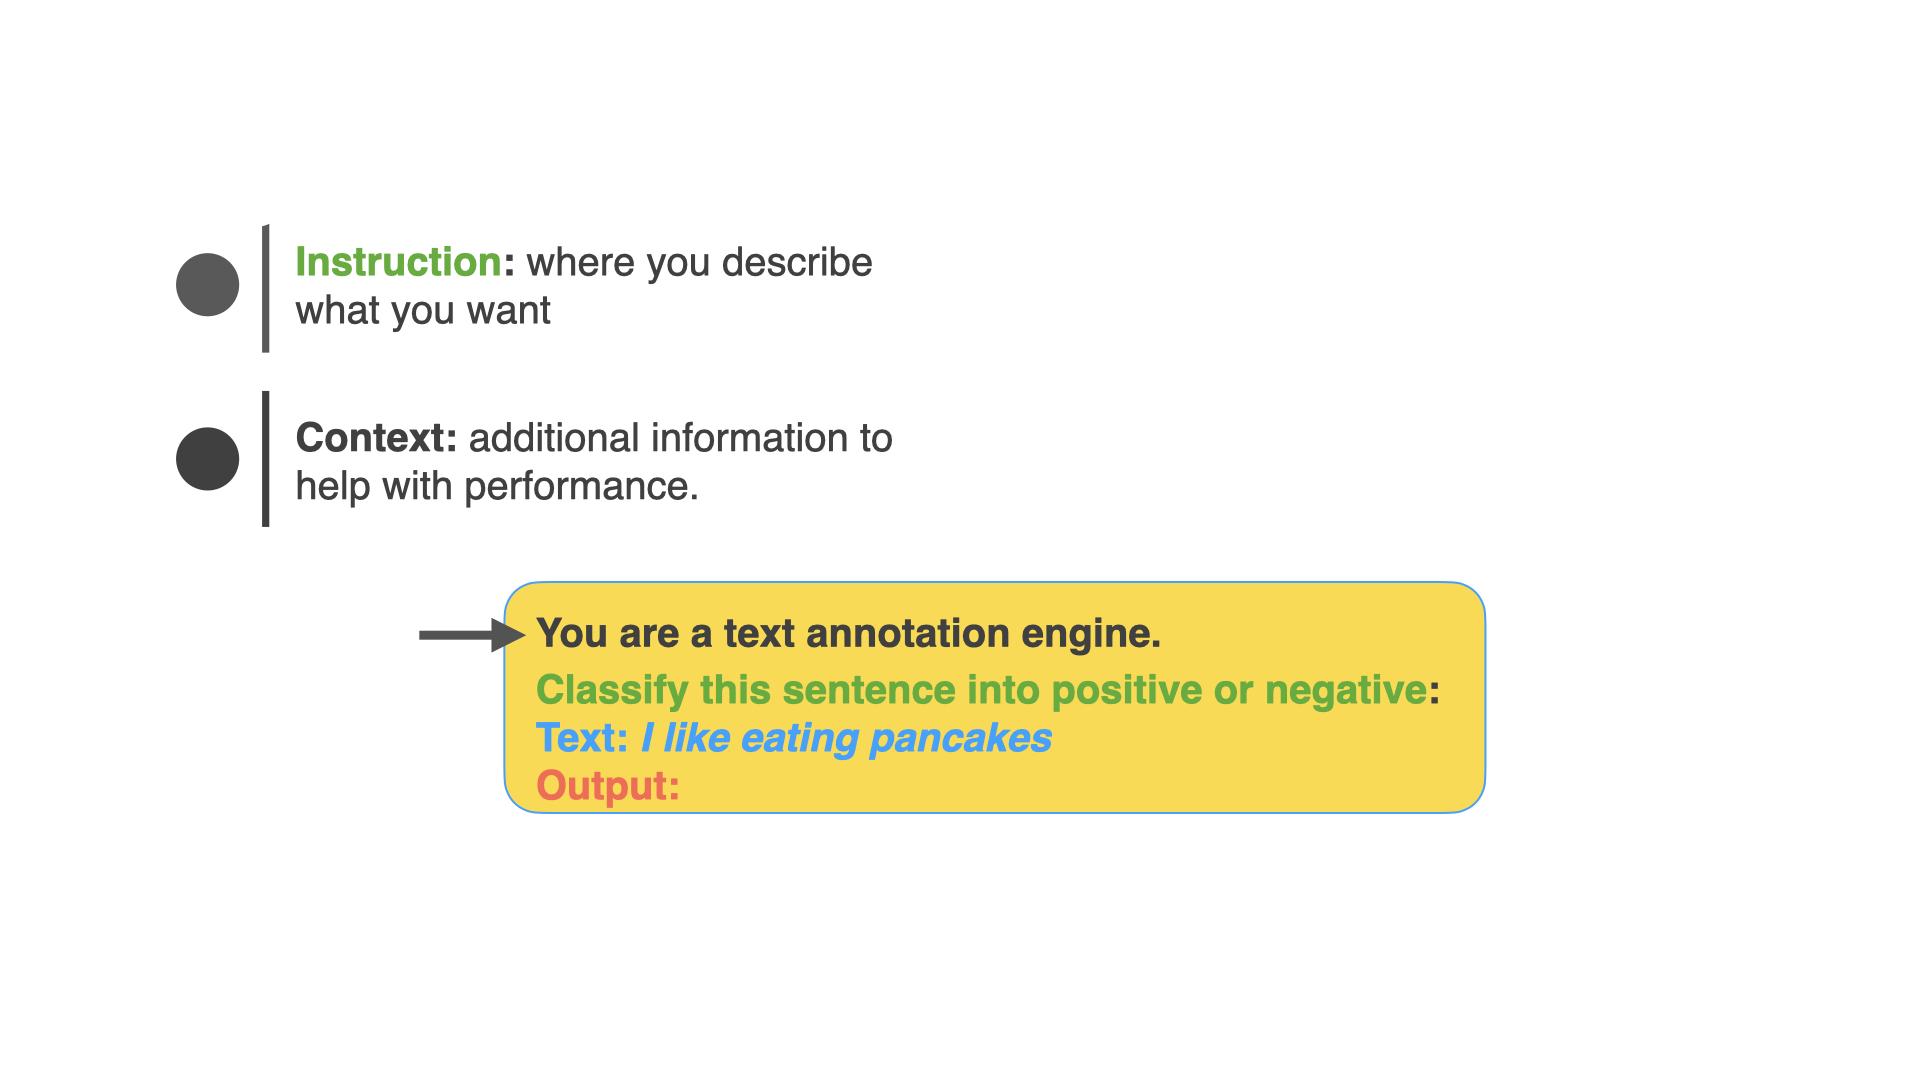 Instruction: where you describe
what you want
Context: additional information to
help with performance.
You are a text annotation engine.
Classify this sentence into positive or negative:
Text: I like eating pancakes
Output: